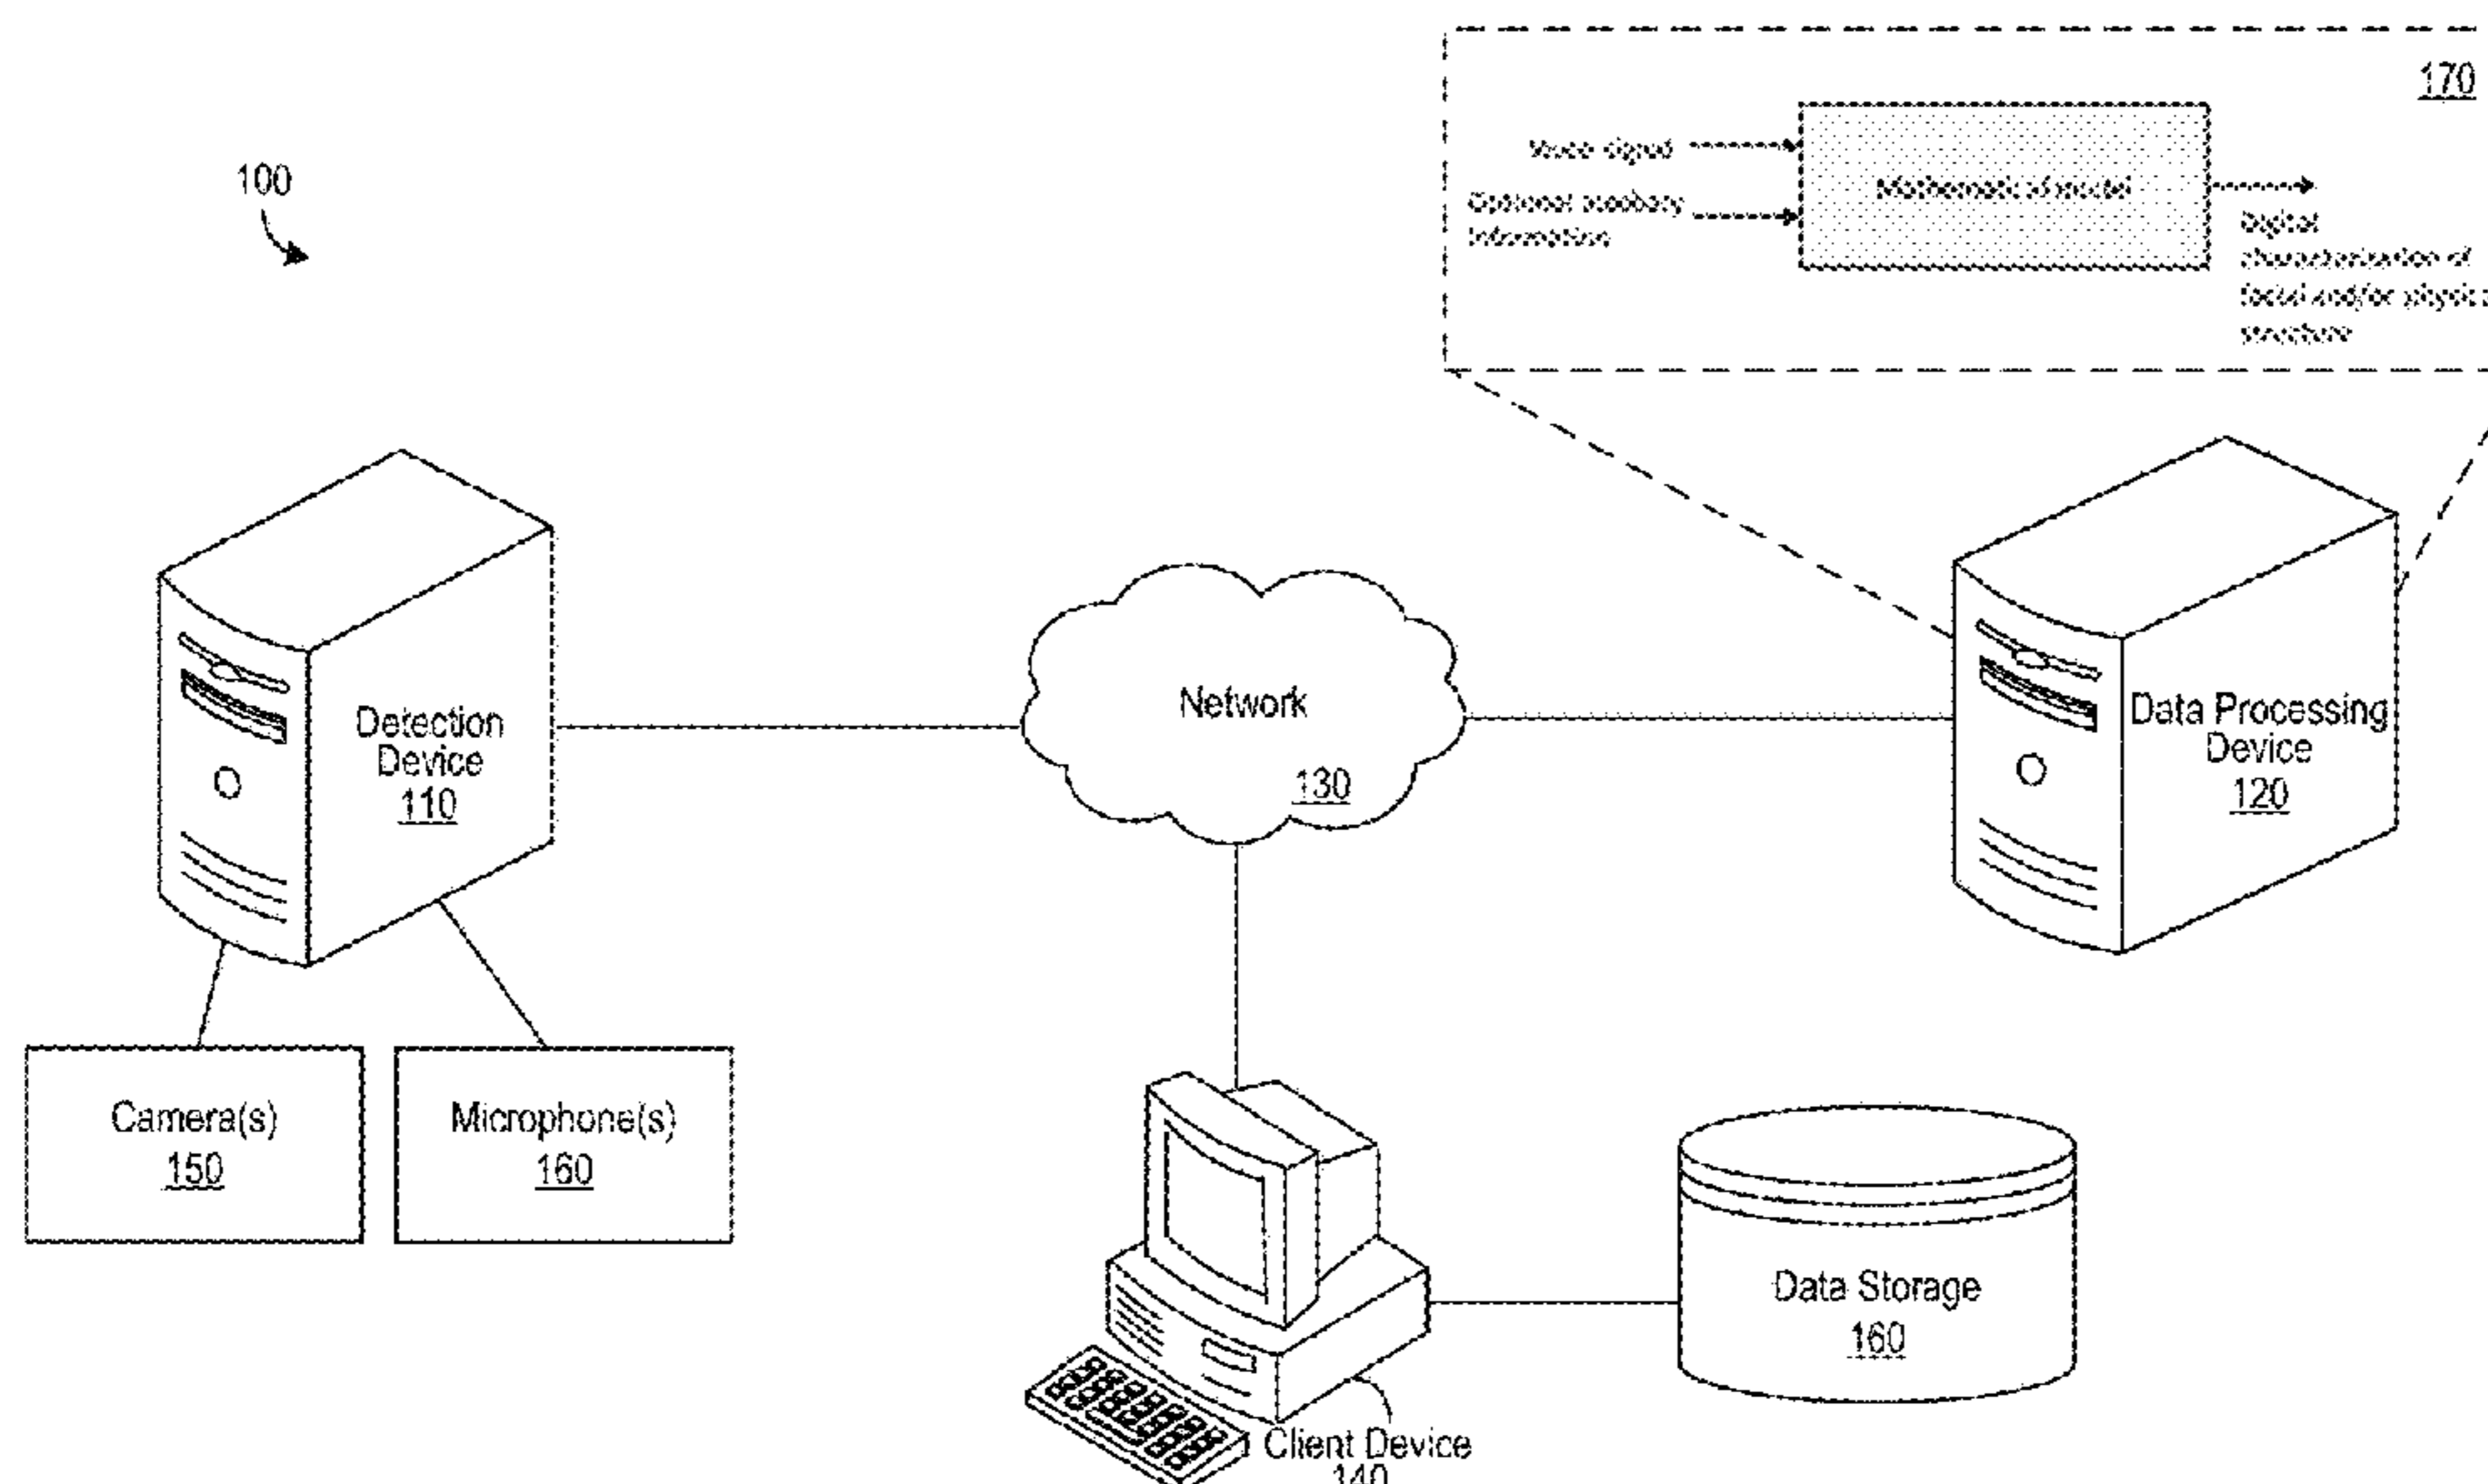 100
170
Voice signal
Optional auxiliary
Information
Mathematical model
Digital
characterization of
facial and/or physic
structure
Detection
Device
110
Network
130
Data Processing
Device
120
Camera(s)
150
Microphone(s)
160
Data Storage
160
Client Device
140